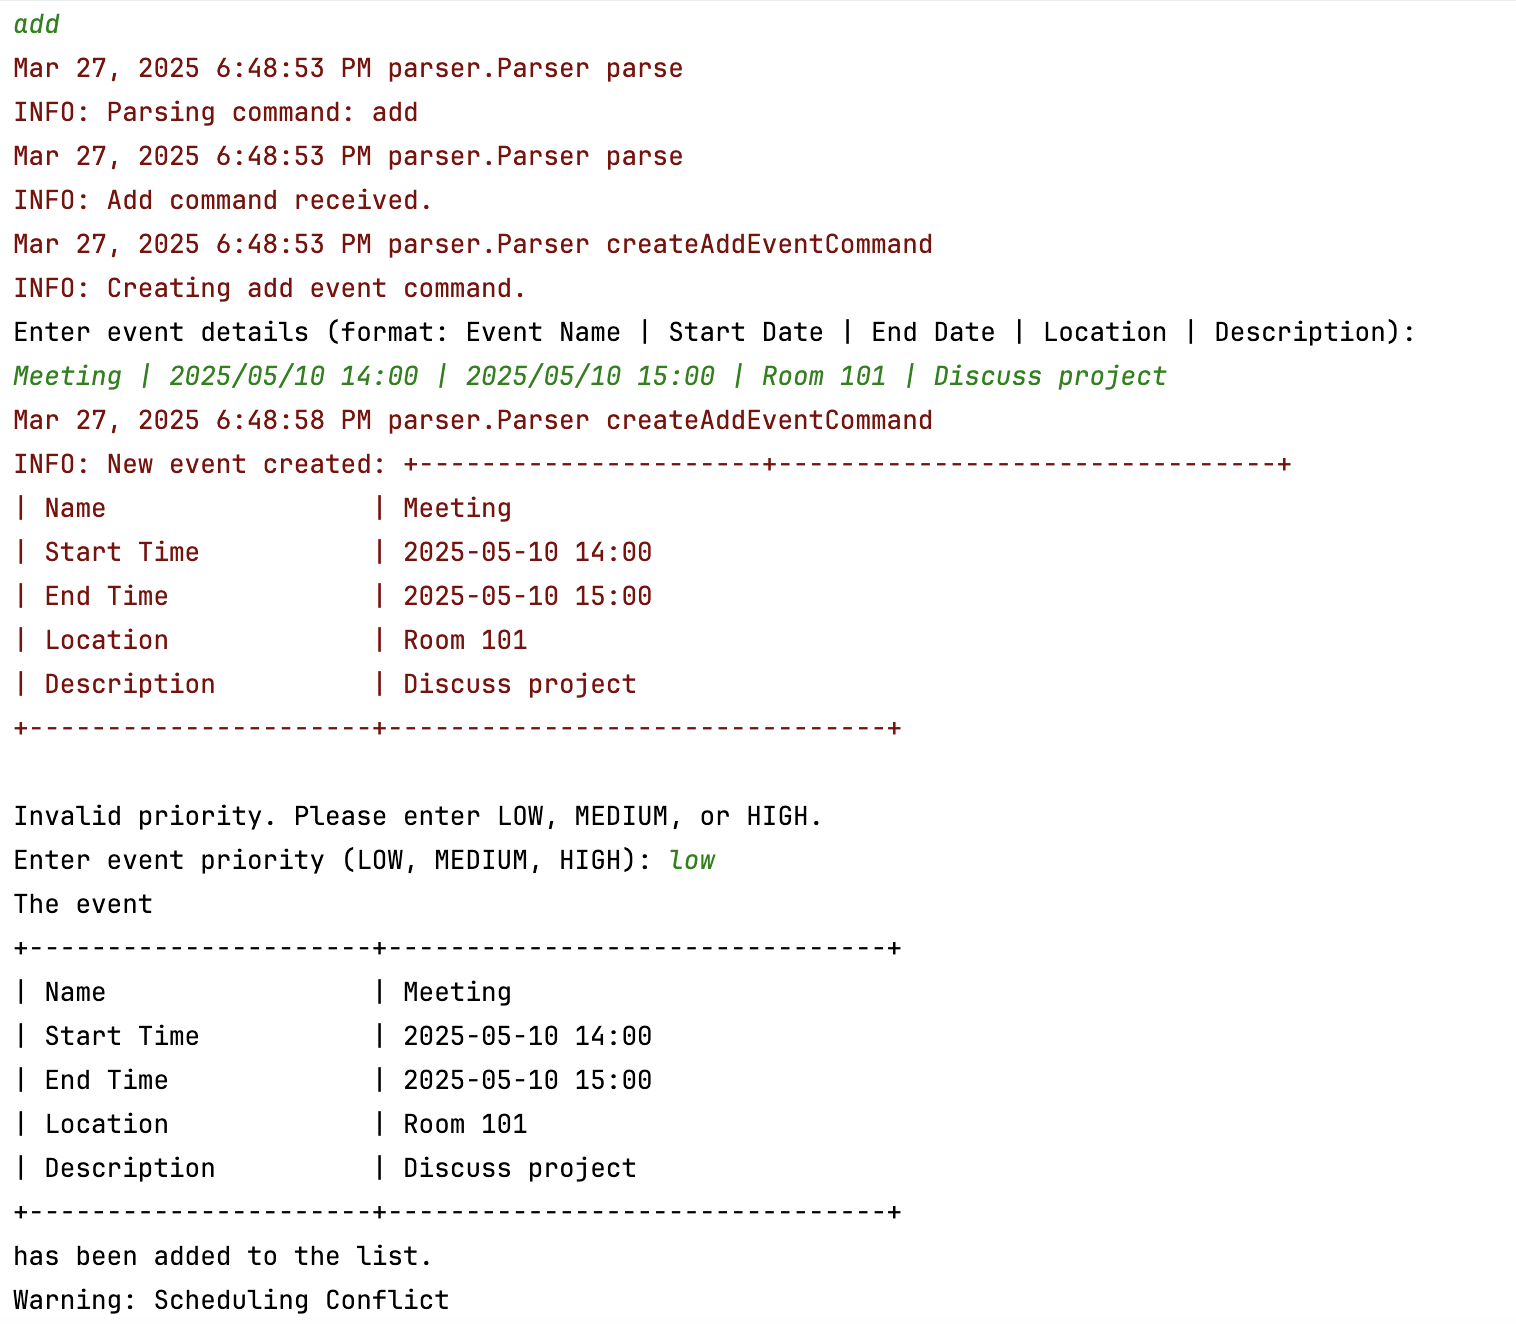 add
Mar 27, 2025 6:48:53 PM parser.Parser parse
INFO: Parsing command: add
Mar 27, 2025 6:48:53 PM parser.Parser parse
INFO: Add command received.
Mar 27, 2025 6:48:53 PM parser.Parser createAddEventCommand
INFO: Creating add event command.
Enter event details (format: Event Name | Start Date | End Date | Location | Description):
Meeting | 2025/05/10 14:00 | 2025/05/10 15:00 | Room 101 | Discuss project
Mar 27, 2025 6:48:58 PM parser.Parser createAddEventCommand
INFO: New event created: +----------------------+--------------------------------+
| Name                 | Meeting
| Start Time           | 2025-05-10 14:00
| End Time             | 2025-05-10 15:00
| Location             | Room 101
| Description          | Discuss project
+----------------------+--------------------------------+
Invalid priority. Please enter LOW, MEDIUM, or HIGH.
Enter event priority (LOW, MEDIUM, HIGH): low
The event
+----------------------+--------------------------------+
| Name                 | Meeting
| Start Time           | 2025-05-10 14:00
| End Time             | 2025-05-10 15:00
| Location             | Room 101
| Description          | Discuss project
+----------------------+--------------------------------+
has been added to the list.
Warning: Scheduling Conflict